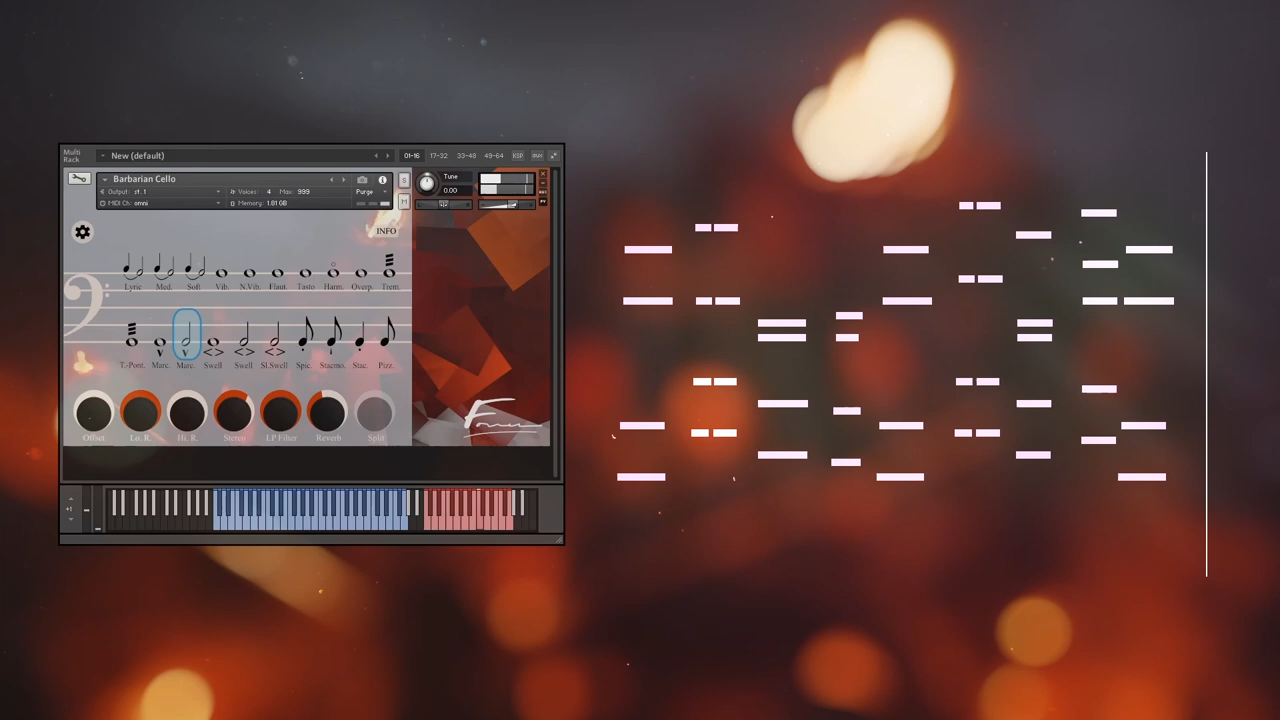 Multi
Rack
New (default)
01-16 17-32 33-48 49-64 KSP
Barbarian Cello
Output: st.1 Voices: 4 Max: 999 Purge
MIDI Ch: omni Memory: 1.81 GB
S
M
Tune
0.00
INFO
Lyric Med. Soft Vib. N.Vib. Flaut. Tasto Harm. Overp. Trem.
T.-Pont. Marc. Marc. Swell Swell Sl.Swell Spic. Stacmo. Stac. Pizz.
Offset Lo. R. Hi. R. Stereo LP Filter Reverb Split
+1